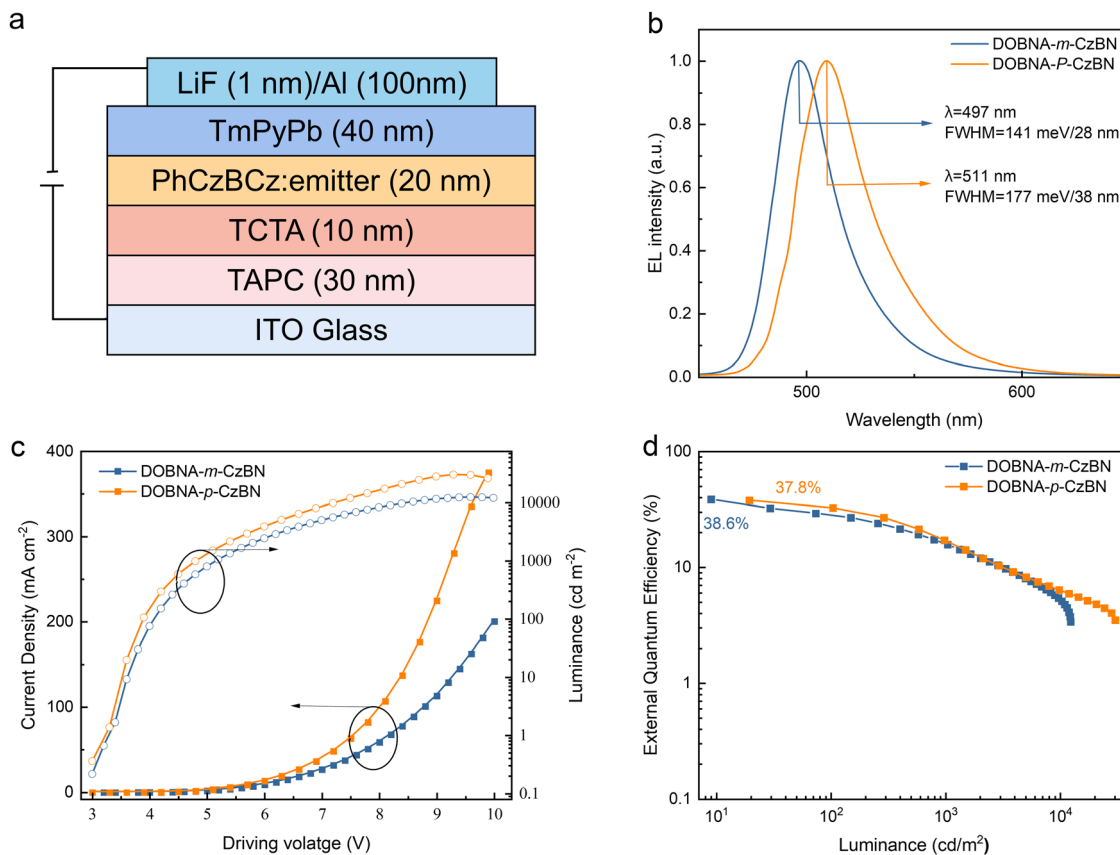 a
LiF (1 nm)/Al (100nm)
TmPyPb (40 nm)
PhCzBCz:emitter (20 nm)
TCTA (10 nm)
TAPC (30 nm)
ITO Glass
b
DOBNA-m-CzBN
DOBNA-P-CzBN
λ=497 nm
FWHM=141 meV/28 nm
λ=511 nm
FWHM=177 meV/38 nm
1.0
0.8
0.6
0.4
0.2
0.0
EL intensity (a.u.)
500
600
Wavelength (nm)
c
DOBNA-m-CzBN
DOBNA-p-CzBN
400
350
300
250
200
150
100
50
0
Current Density (mA cm-2)
10000
1000
100
10
1
0.1
Luminance (cd m-2)
3 4 5 6 7 8 9 10
Driving volatge (V)
d
DOBNA-m-CzBN
DOBNA-p-CzBN
37.8%
38.6%
100
10
1
0.1
External Quantum Efficiency (%)
10¹ 10² 10³ 10⁴
Luminance (cd/m²)